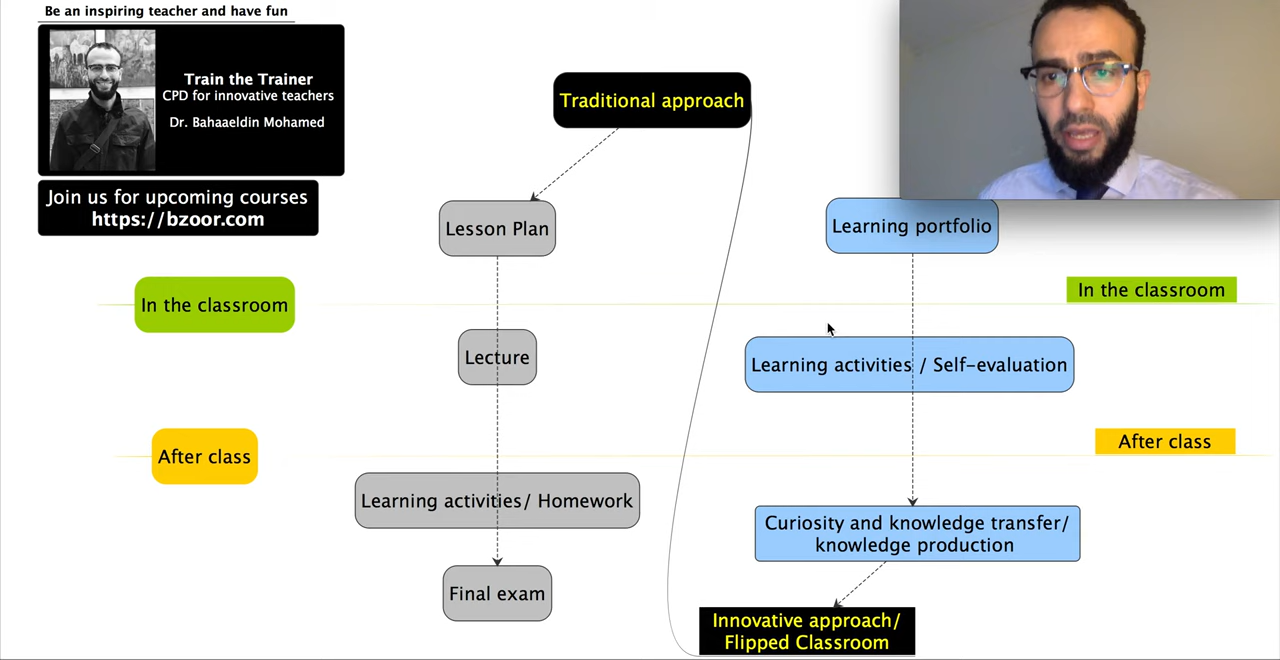 Be an inspiring teacher and have fun
Train the Trainer
CPD for innovative teachers
Dr. Bahaaeldin Mohamed
Join us for upcoming courses
https://bzoor.com
Traditional approach
Lesson Plan
Learning portfolio
In the classroom
In the classroom
Lecture
Learning activities / Self-evaluation
After class
After class
Learning activities/ Homework
Curiosity and knowledge transfer/
knowledge production
Final exam
Innovative approach/
Flipped Classroom